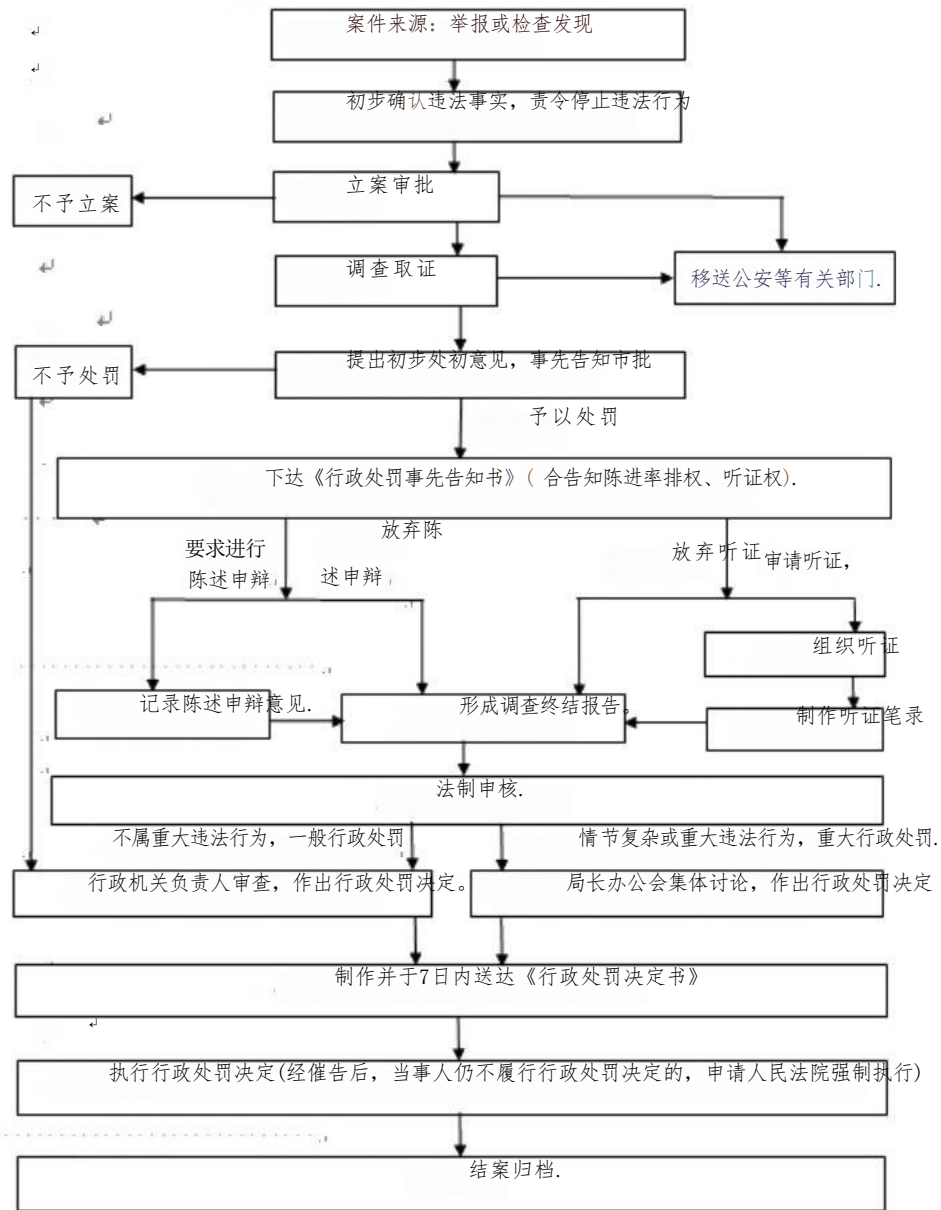 案件来源：举报或检查发现
初步确认违法事实，责令停止违法行为
立案审批
不予立案
调查取证
移送公安等有关部门.
提出初步处初意见，事先告知市批
不予处罚
予以处罚
下达《行政处罚事先告知书》( 合告知陈进率排权、听证权).
放弃陈
要求进行
放弃听证
审请听证，
陈述申辩
述申辩
组织听证
记录陈述申辩意见.
形成调查终结报告。
制作听证笔录
法制申核.
不属重大违法行为，一般行政处罚
情节复杂或重大违法行为，重大行政处罚.
行政机关负责人审查，作出行政处罚决定。
局长办公会集体讨论，作出行政处罚决定
制作并于7日内送达《行政处罚决定书》
执行行政处罚决定(经催告后，当事人仍不履行行政处罚决定的，申请人民法院强制执行)
结案归档.